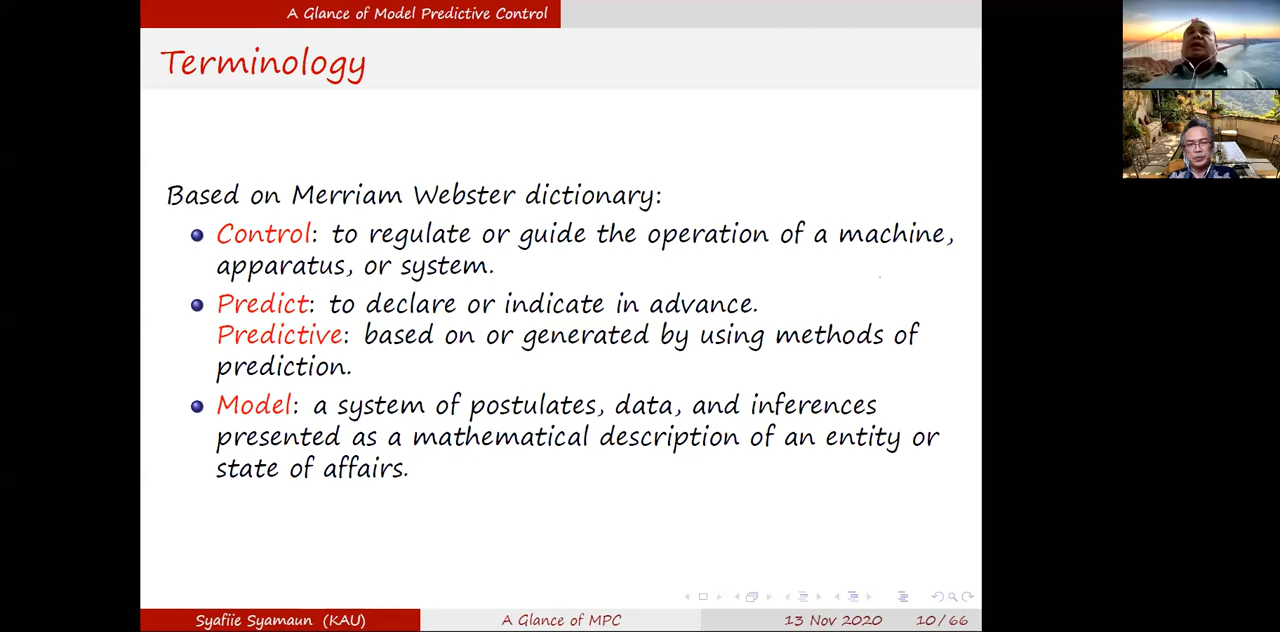 A Glance of Model Predictive Control
Terminology
Based on Merriam Webster dictionary:
Control: to regulate or guide the operation of a machine,
apparatus, or system.
Predict: to declare or indicate in advance.
Predictive: based on or generated by using methods of
prediction.
Model: a system of postulates, data, and inferences
presented as a mathematical description of an entity or
state of affairs.
Syafiie Syamaun (KAU) A Glance of MPC 13 Nov 2020 10/66